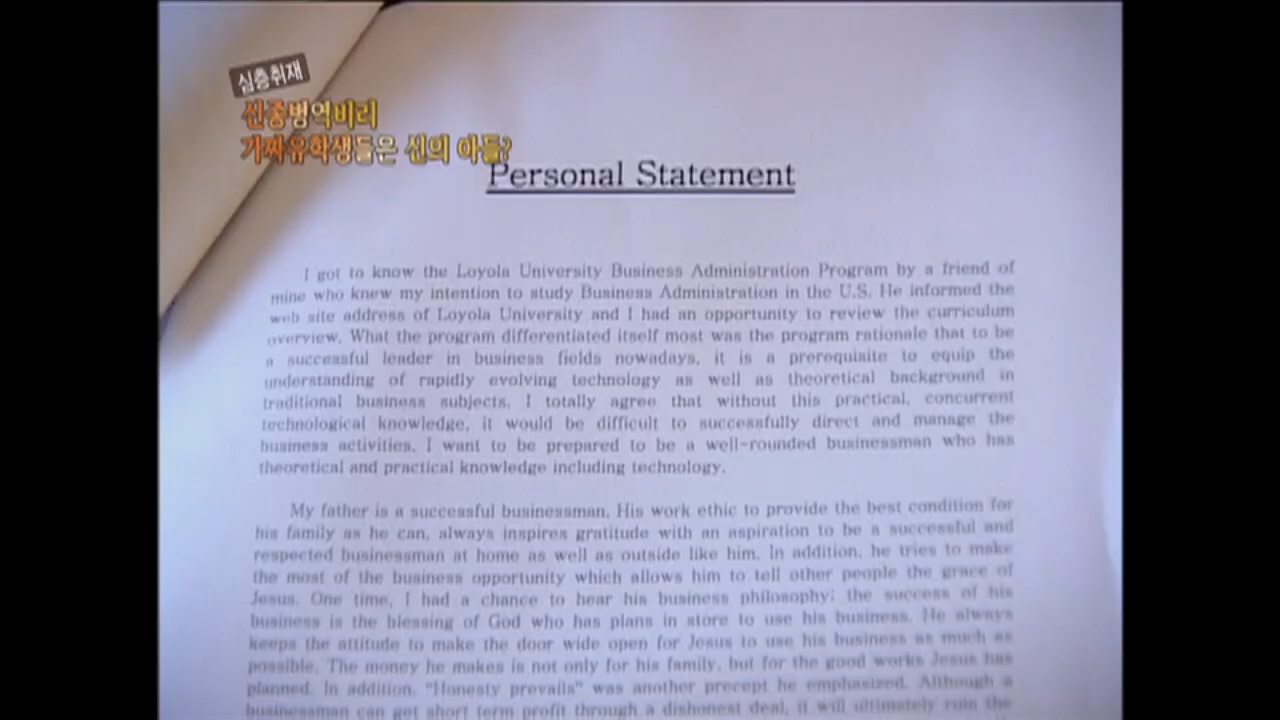 심층취재
신종병역비리
가짜유학생들은 신의 아들?
Personal Statement
I got to know the Loyola University Business Administration Program by a friend of
mine who knew my intention to study Business Administration in the U.S. He informed the
web site address of Loyola University and I had an opportunity to review the curriculum
overview. What the program differentiated itself most was the program rationale that to be
a successful leader in business fields nowadays, it is a prerequisite to equip the
understanding of rapidly evolving technology as well as theoretical background in
traditional business subjects. I totally agree that without this practical, concurrent
technological knowledge, it would be difficult to successfully direct and manage the
business activities. I want to be prepared to be a well-rounded businessman who has
theoretical and practical knowledge including technology.
My father is a successful businessman. His work ethic to provide the best condition for
his family as he can, always inspires gratitude with an aspiration to be a successful and
respected businessman at home as well as outside like him. In addition, he tries to make
the most of the business opportunity which allows him to tell other people the grace of
Jesus. One time, I had a chance to hear his business philosophy; the success of his
business is the blessing of God who has plans in store to use his business. He always
keeps the attitude to make the door wide open for Jesus to use his business as much as
possible. The money he makes is not only for his family, but for the good works Jesus has
planned. In addition, "Honesty prevails" was another precept he emphasized. Although a
businessman can get short term profit through a dishonest deal, it will ultimately ruin the